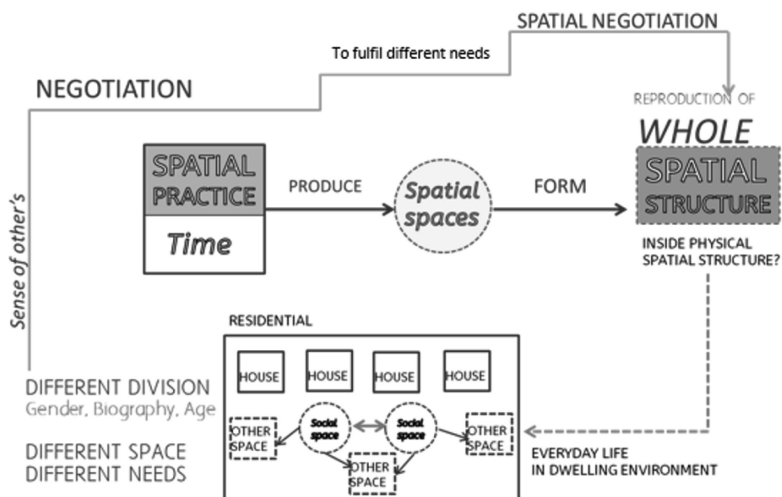 SPATIAL NEGOTIATION
To fulfil different needs
NEGOTIATION
REPRODUCTION OF
WHOLE
SPATIAL
STRUCTURE
SPATIAL
PRACTICE
Time
PRODUCE
Spatial
spaces
FORM
INSIDE PHYSICAL
SPATIAL STRUCTURE?
Sense of other's
RESIDENTIAL
HOUSE
HOUSE
HOUSE
HOUSE
DIFFERENT DIVISION
Gender, Biography, Age
DIFFERENT SPACE
DIFFERENT NEEDS
OTHER
SPACE
Social
space
Social
space
OTHER
SPACE
OTHER
SPACE
EVERYDAY LIFE
IN DWELLING ENVIRONMENT